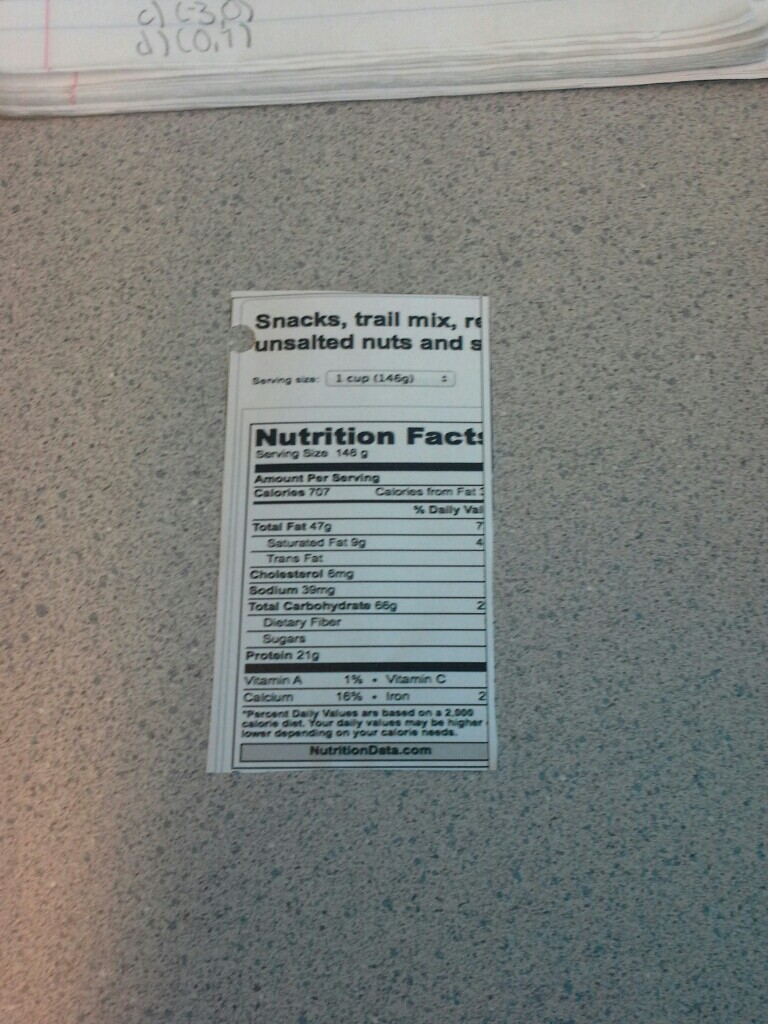 c) (-3,0)
d) (0,1)
Snacks, trail mix, re
unsalted nuts and s
Serving size: 1 cup (146g)
Nutrition Facts
Serving Size 146 g
Amount Per Serving
Calories 707 Calories from Fat 3
% Daily Val
Total Fat 47g 7
Saturated Fat 9g 4
Trans Fat
Cholesterol 6mg
Sodium 39mg
Total Carbohydrate 66g 2
Dietary Fiber
Sugars
Protein 21g
Vitamin A 1% • Vitamin C
Calcium 16% • Iron 2
*Percent Daily Values are based on a 2,000
calorie diet. Your daily values may be higher
lower depending on your calorie needs.
NutritionData.com